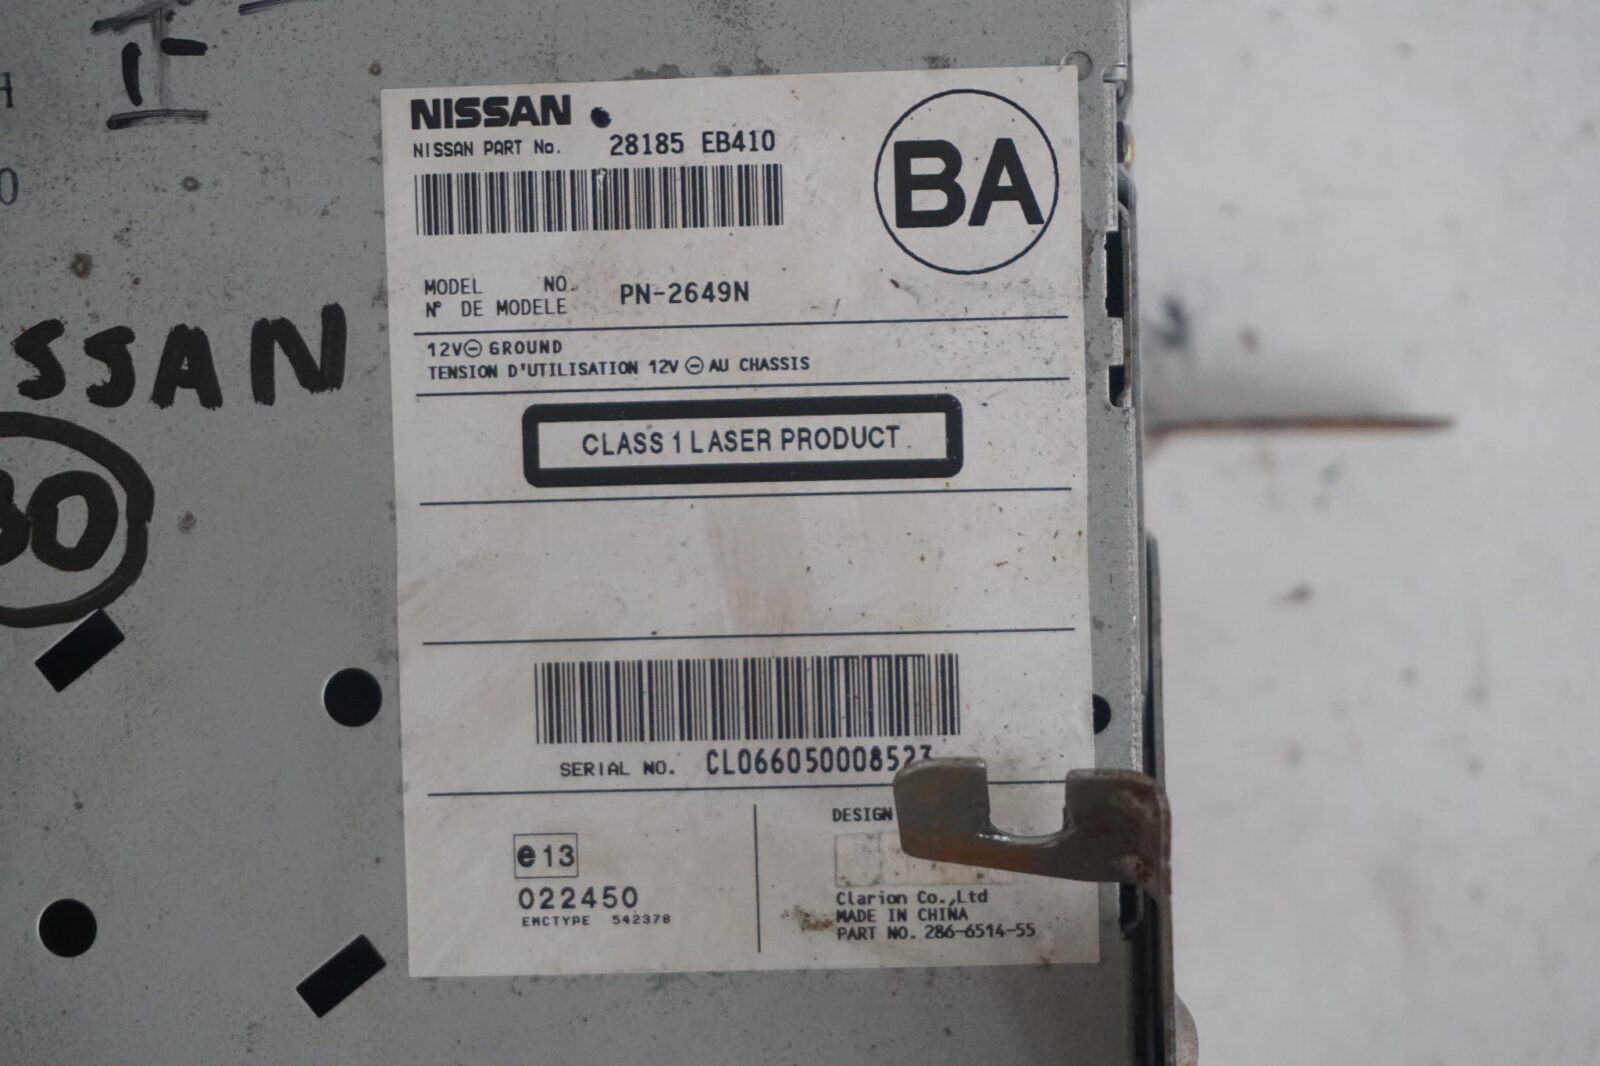 NISSAN
NISSAN PART No. 28185 EB410
BA
MODEL NO.
N° DE MODELE PN-2649N
12V⊖ GROUND
TENSION D'UTILISATION 12V ⊖ AU CHASSIS
CLASS 1 LASER PRODUCT
SERIAL NO. CL066050008523
e13
022450
EMCTYPE 542378
DESIGN
Clarion Co.,Ltd
MADE IN CHINA
PART NO. 286-6514-55
SSAN